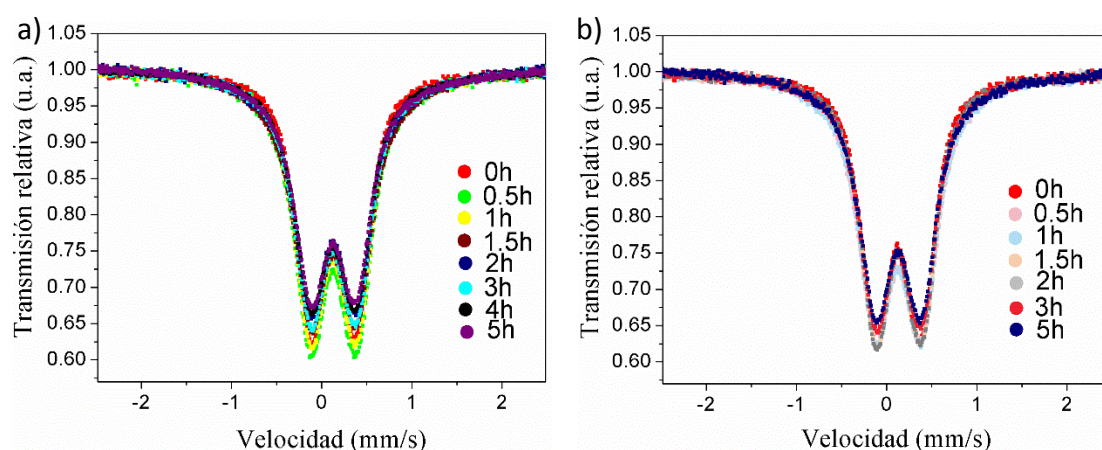 a)
1.05
1.00
0.95
0.90
0.85
0.80
0.75
0.70
0.65
0.60
Transmisión relativa (u.a.)
0h
0.5h
1h
1.5h
2h
3h
4h
5h
-2 -1 0 1 2
Velocidad (mm/s)
b)
1.05
1.00
0.95
0.90
0.85
0.80
0.75
0.70
0.65
0.60
Transmisión relativa (u.a.)
0h
0.5h
1h
1.5h
2h
3h
5h
-2 -1 0 1 2
Velocidad (mm/s)